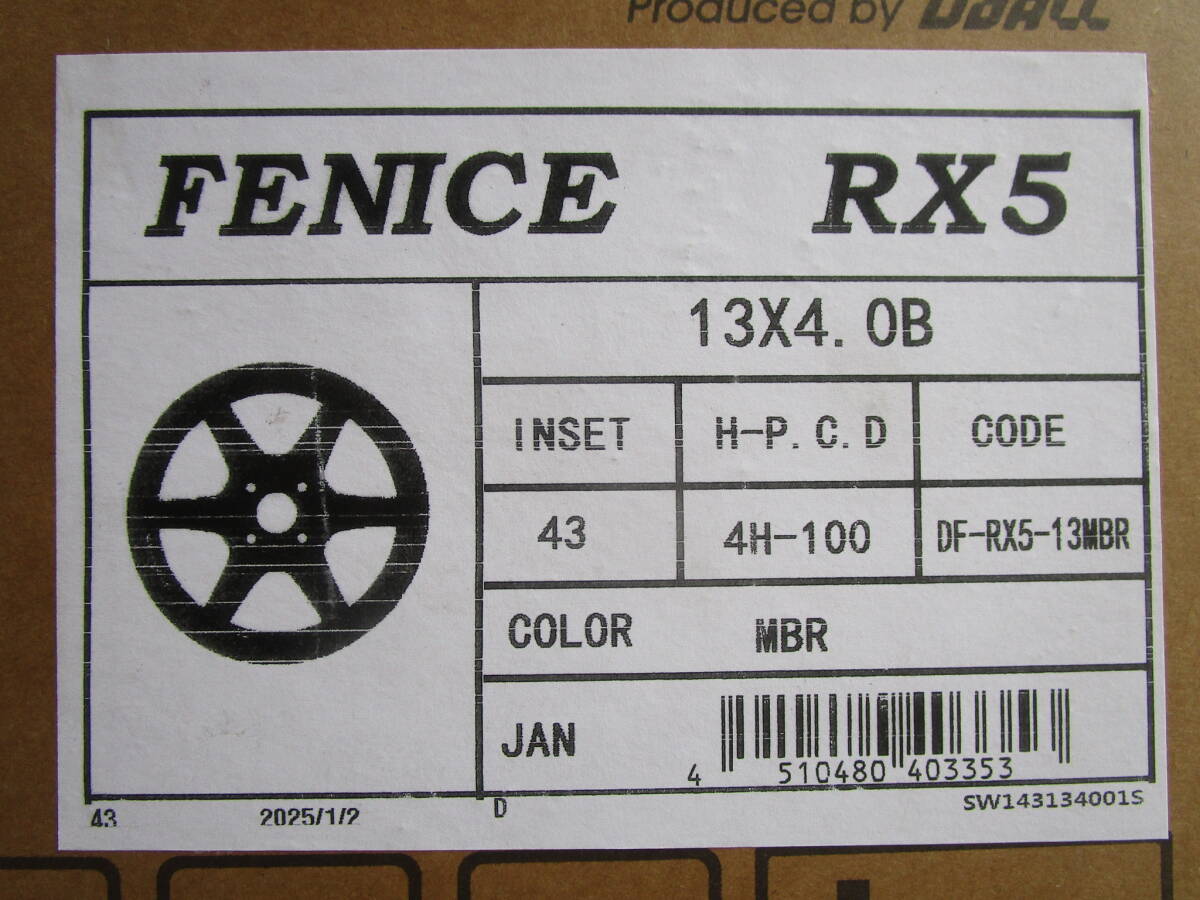 Produced by
FENICE RX5
13X4.0B
INSET H-P.C.D CODE
43 4H-100 DF-RX5-13MBR
COLOR MBR
JAN
4 510480 403353
43 2025/1/2 D SW143134001S